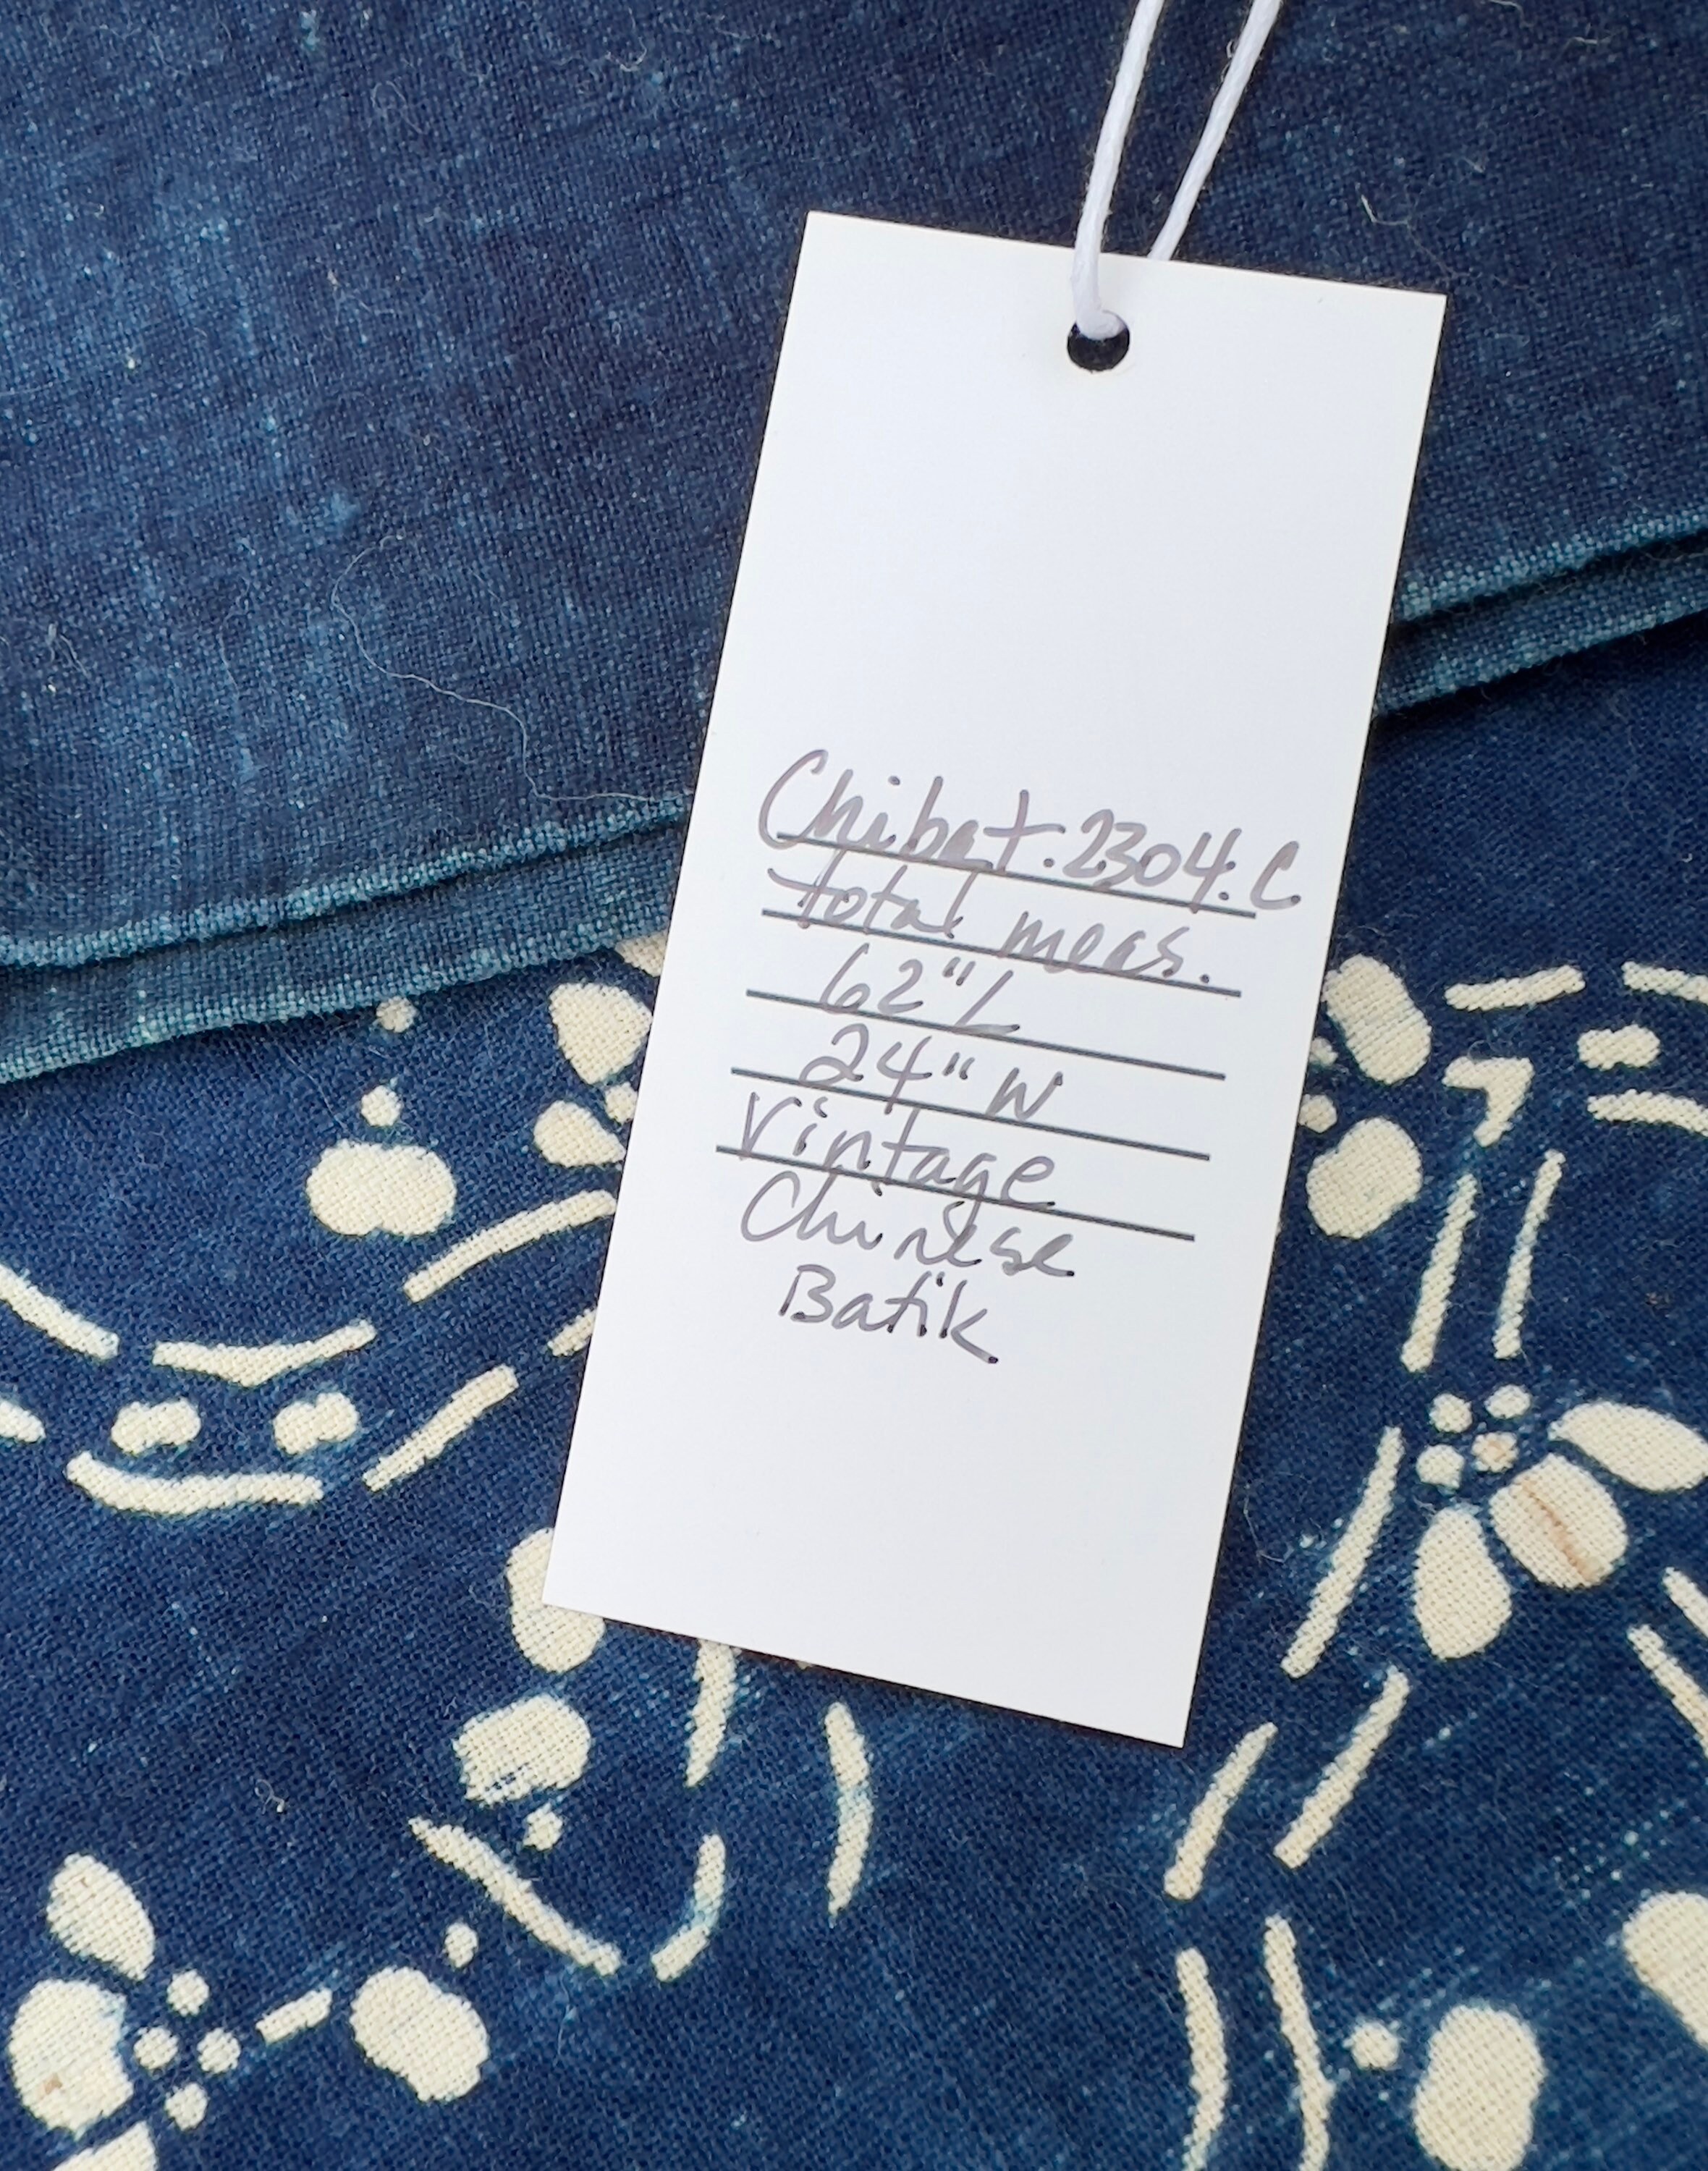 Chibat.2304.C
total meas.
62"L
24" W
Vintage
Chinese
Batik